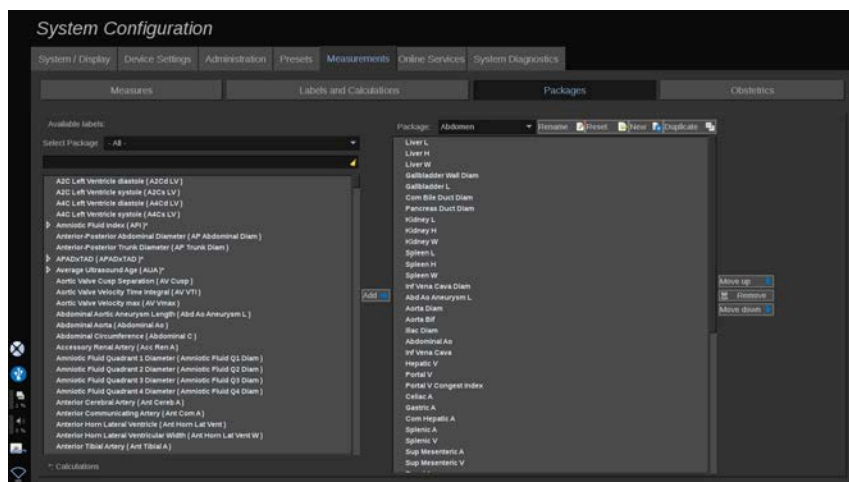 System Configuration
System / Display Device Settings Administration Presets Measurements Online Services System Diagnostics
Measures Labels and Calculations Packages Obstetrics
Available labels:
Select Package - All -
A2C Left Ventricle diastole ( A2Cd LV )
A2C Left Ventricle systole ( A2Cs LV )
A4C Left Ventricle diastole ( A4Cd LV )
A4C Left Ventricle systole ( A4Cs LV )
Amniotic Fluid Index ( AFI )*
Anterior-Posterior Abdominal Diameter ( AP Abdominal Diam )
Anterior-Posterior Trunk Diameter ( AP Trunk Diam )
APADxTAD ( APADxTAD )*
Average Ultrasound Age ( AUA )*
Aortic Valve Cusp Separation ( AV Cusp )
Aortic Valve Velocity Time Integral ( AV VTI )
Aortic Valve Velocity max ( AV Vmax )
Abdominal Aortic Aneurysm Length ( Abd Ao Aneurysm L )
Abdominal Aorta ( Abdominal Ao )
Abdominal Circumference ( Abdominal C )
Accessory Renal Artery ( Acc Ren A )
Amniotic Fluid Quadrant 1 Diameter ( Amniotic Fluid Q1 Diam )
Amniotic Fluid Quadrant 2 Diameter ( Amniotic Fluid Q2 Diam )
Amniotic Fluid Quadrant 3 Diameter ( Amniotic Fluid Q3 Diam )
Amniotic Fluid Quadrant 4 Diameter ( Amniotic Fluid Q4 Diam )
Anterior Cerebral Artery ( Ant Cereb A )
Anterior Communicating Artery ( Ant Com A )
Anterior Horn Lateral Ventricle ( Ant Horn Lat Vent )
Anterior Horn Lateral Ventricular Width ( Ant Horn Lat Vent W )
Anterior Tibial Artery ( Ant Tibial A )
*: Calculations
Add
Package: Abdomen Rename Reset New Duplicate
Liver L
Liver H
Liver W
Gallbladder Wall Diam
Gallbladder L
Com Bile Duct Diam
Pancreas Duct Diam
Kidney L
Kidney H
Kidney W
Spleen L
Spleen H
Spleen W
Inf Vena Cava Diam
Abd Ao Aneurysm L
Aorta Diam
Aorta Bif
Iliac Diam
Abdominal Ao
Inf Vena Cava
Hepatic V
Portal V
Portal V Congest Index
Celiac A
Gastric A
Com Hepatic A
Splenic A
Splenic V
Sup Mesenteric A
Sup Mesenteric V
Move up
Remove
Move down